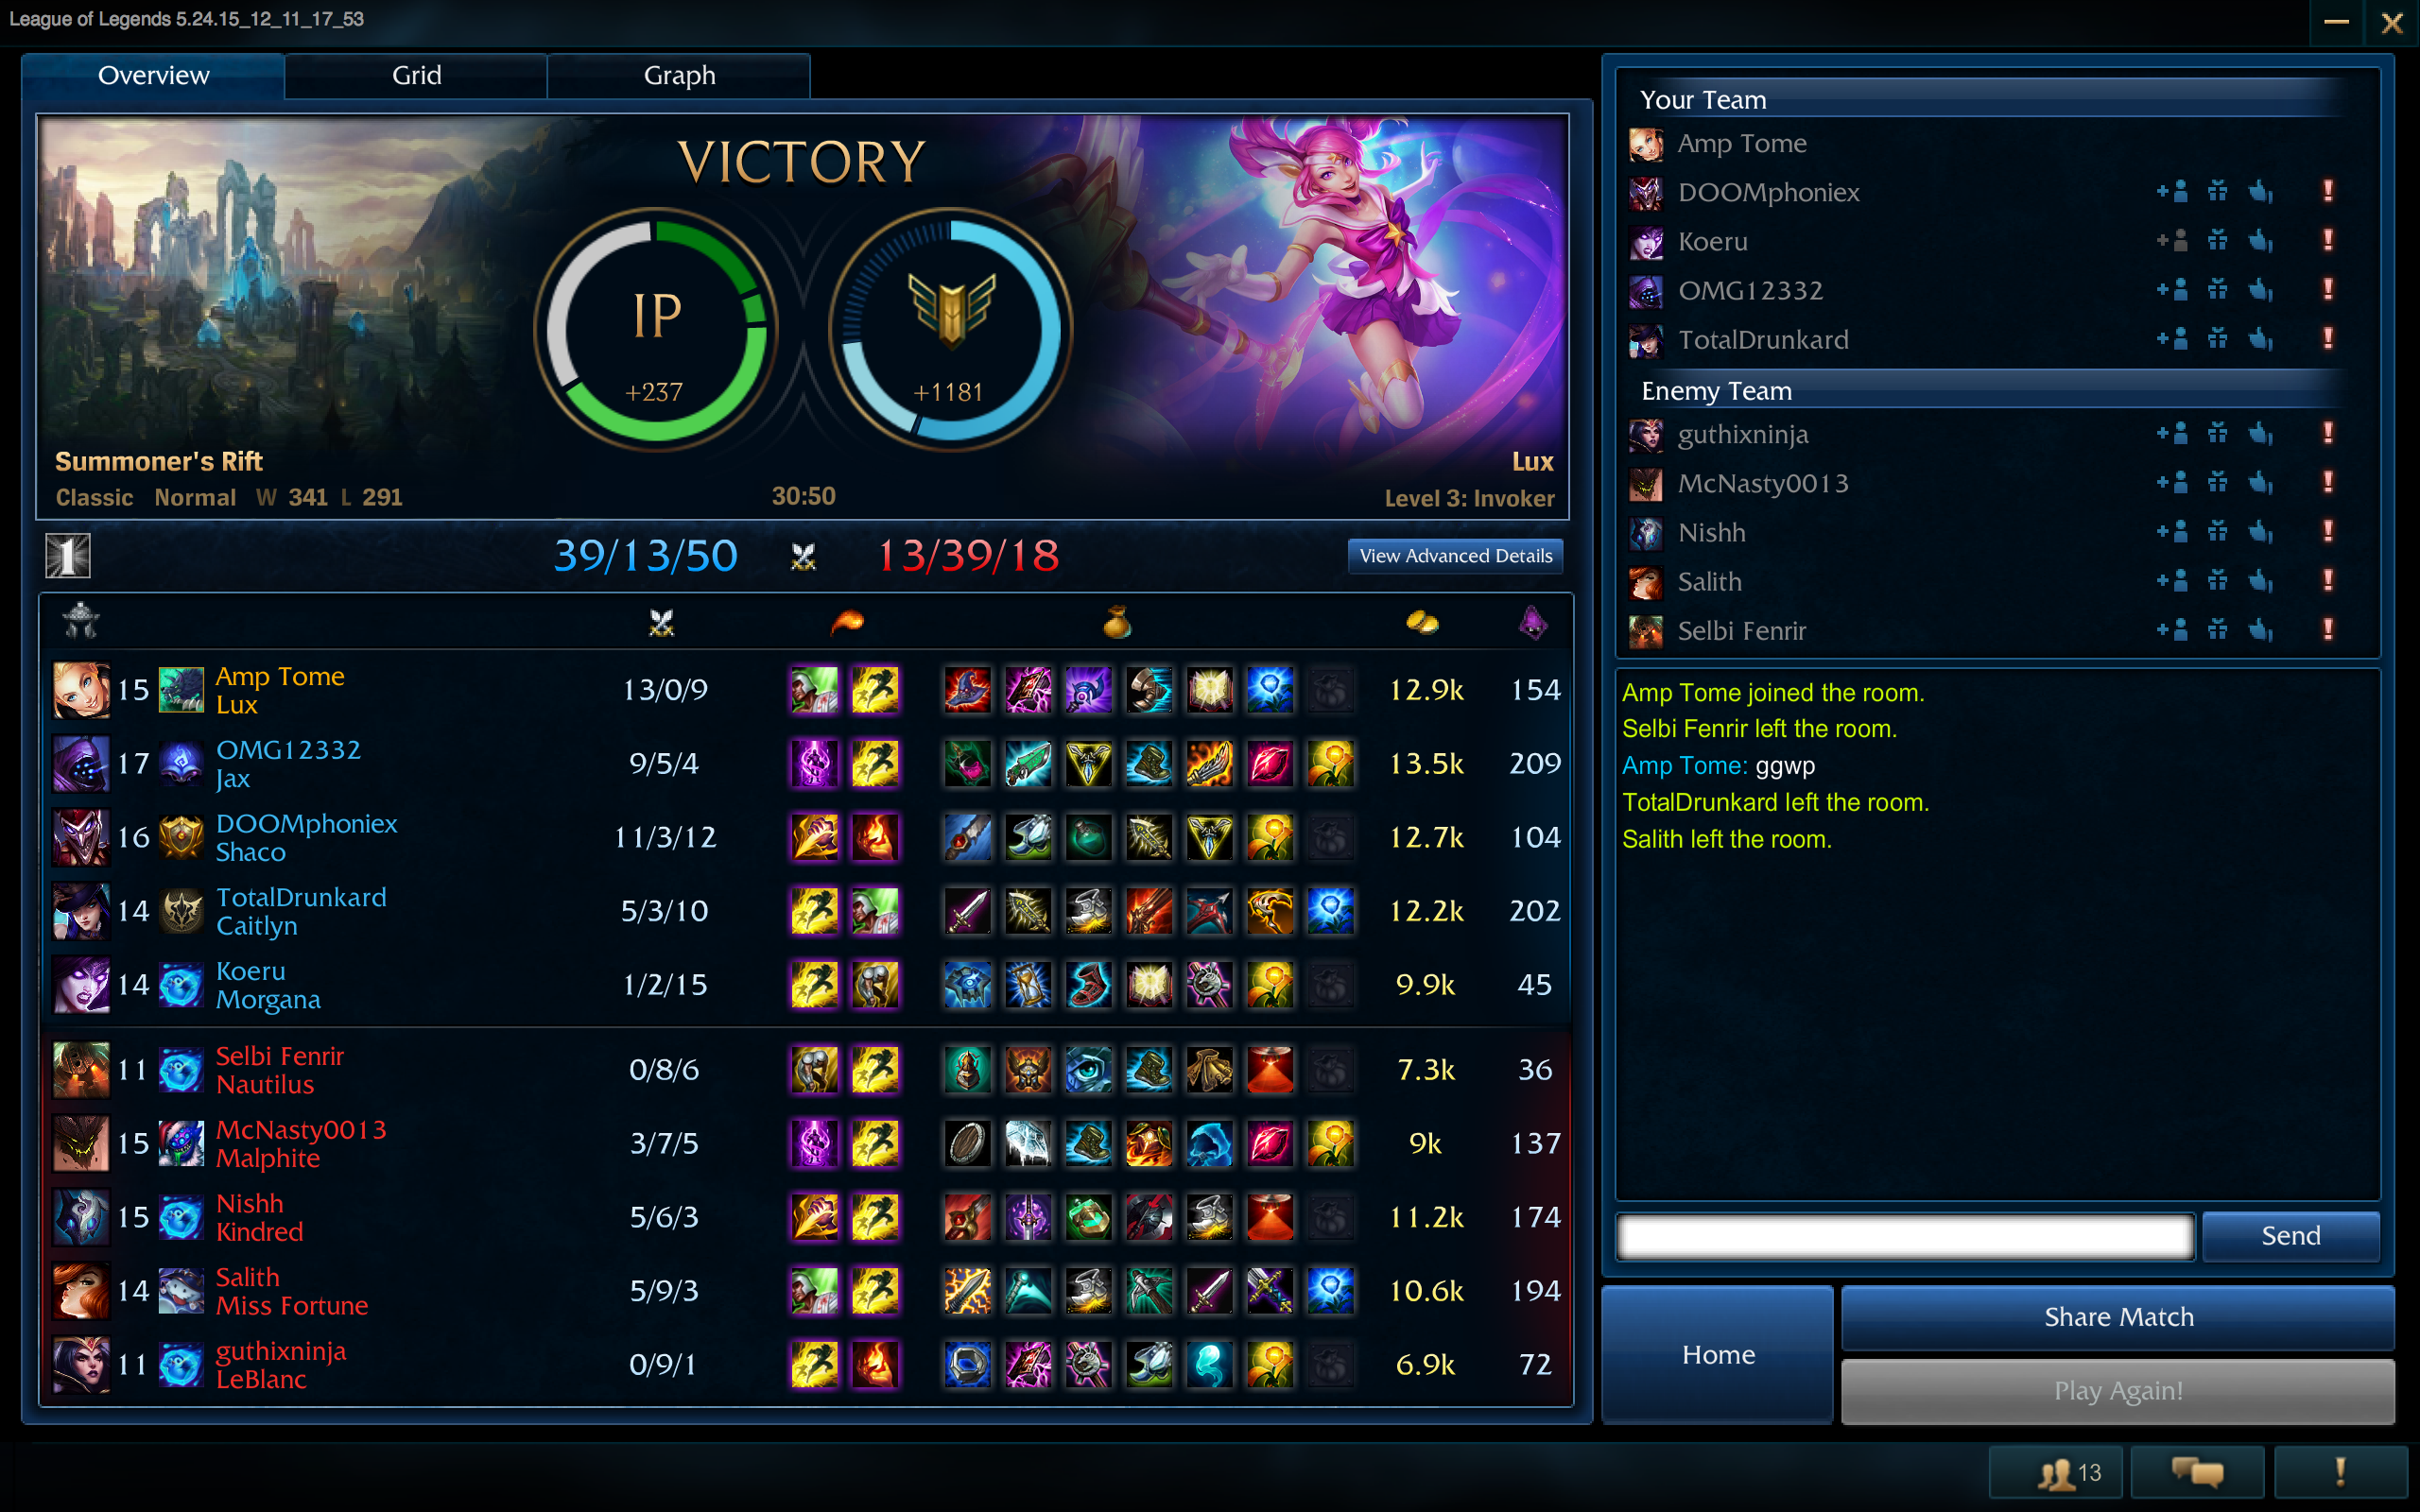 League of Legends 5.24.15_12_11_17_53
Overview
Grid
Graph
VICTORY
IP
+237
+1181
Summoner's Rift
Classic Normal W 341 L 291
30:50
Lux
Level 3: Invoker
1
39/13/50
13/39/18
View Advanced Details
15
Amp Tome
Lux
13/0/9
12.9k
154
17
OMG12332
Jax
9/5/4
13.5k
209
16
DOOMphoniex
Shaco
11/3/12
12.7k
104
14
TotalDrunkard
Caitlyn
5/3/10
12.2k
202
14
Koeru
Morgana
1/2/15
9.9k
45
11
Selbi Fenrir
Nautilus
0/8/6
7.3k
36
15
McNasty0013
Malphite
3/7/5
9k
137
15
Nishh
Kindred
5/6/3
11.2k
174
14
Salith
Miss Fortune
5/9/3
10.6k
194
11
guthixninja
LeBlanc
0/9/1
6.9k
72
Your Team
Amp Tome
DOOMphoniex
Koeru
OMG12332
TotalDrunkard
Enemy Team
guthixninja
McNasty0013
Nishh
Salith
Selbi Fenrir
Amp Tome joined the room.
Selbi Fenrir left the room.
Amp Tome: ggwp
TotalDrunkard left the room.
Salith left the room.
Send
Home
Share Match
Play Again!
13